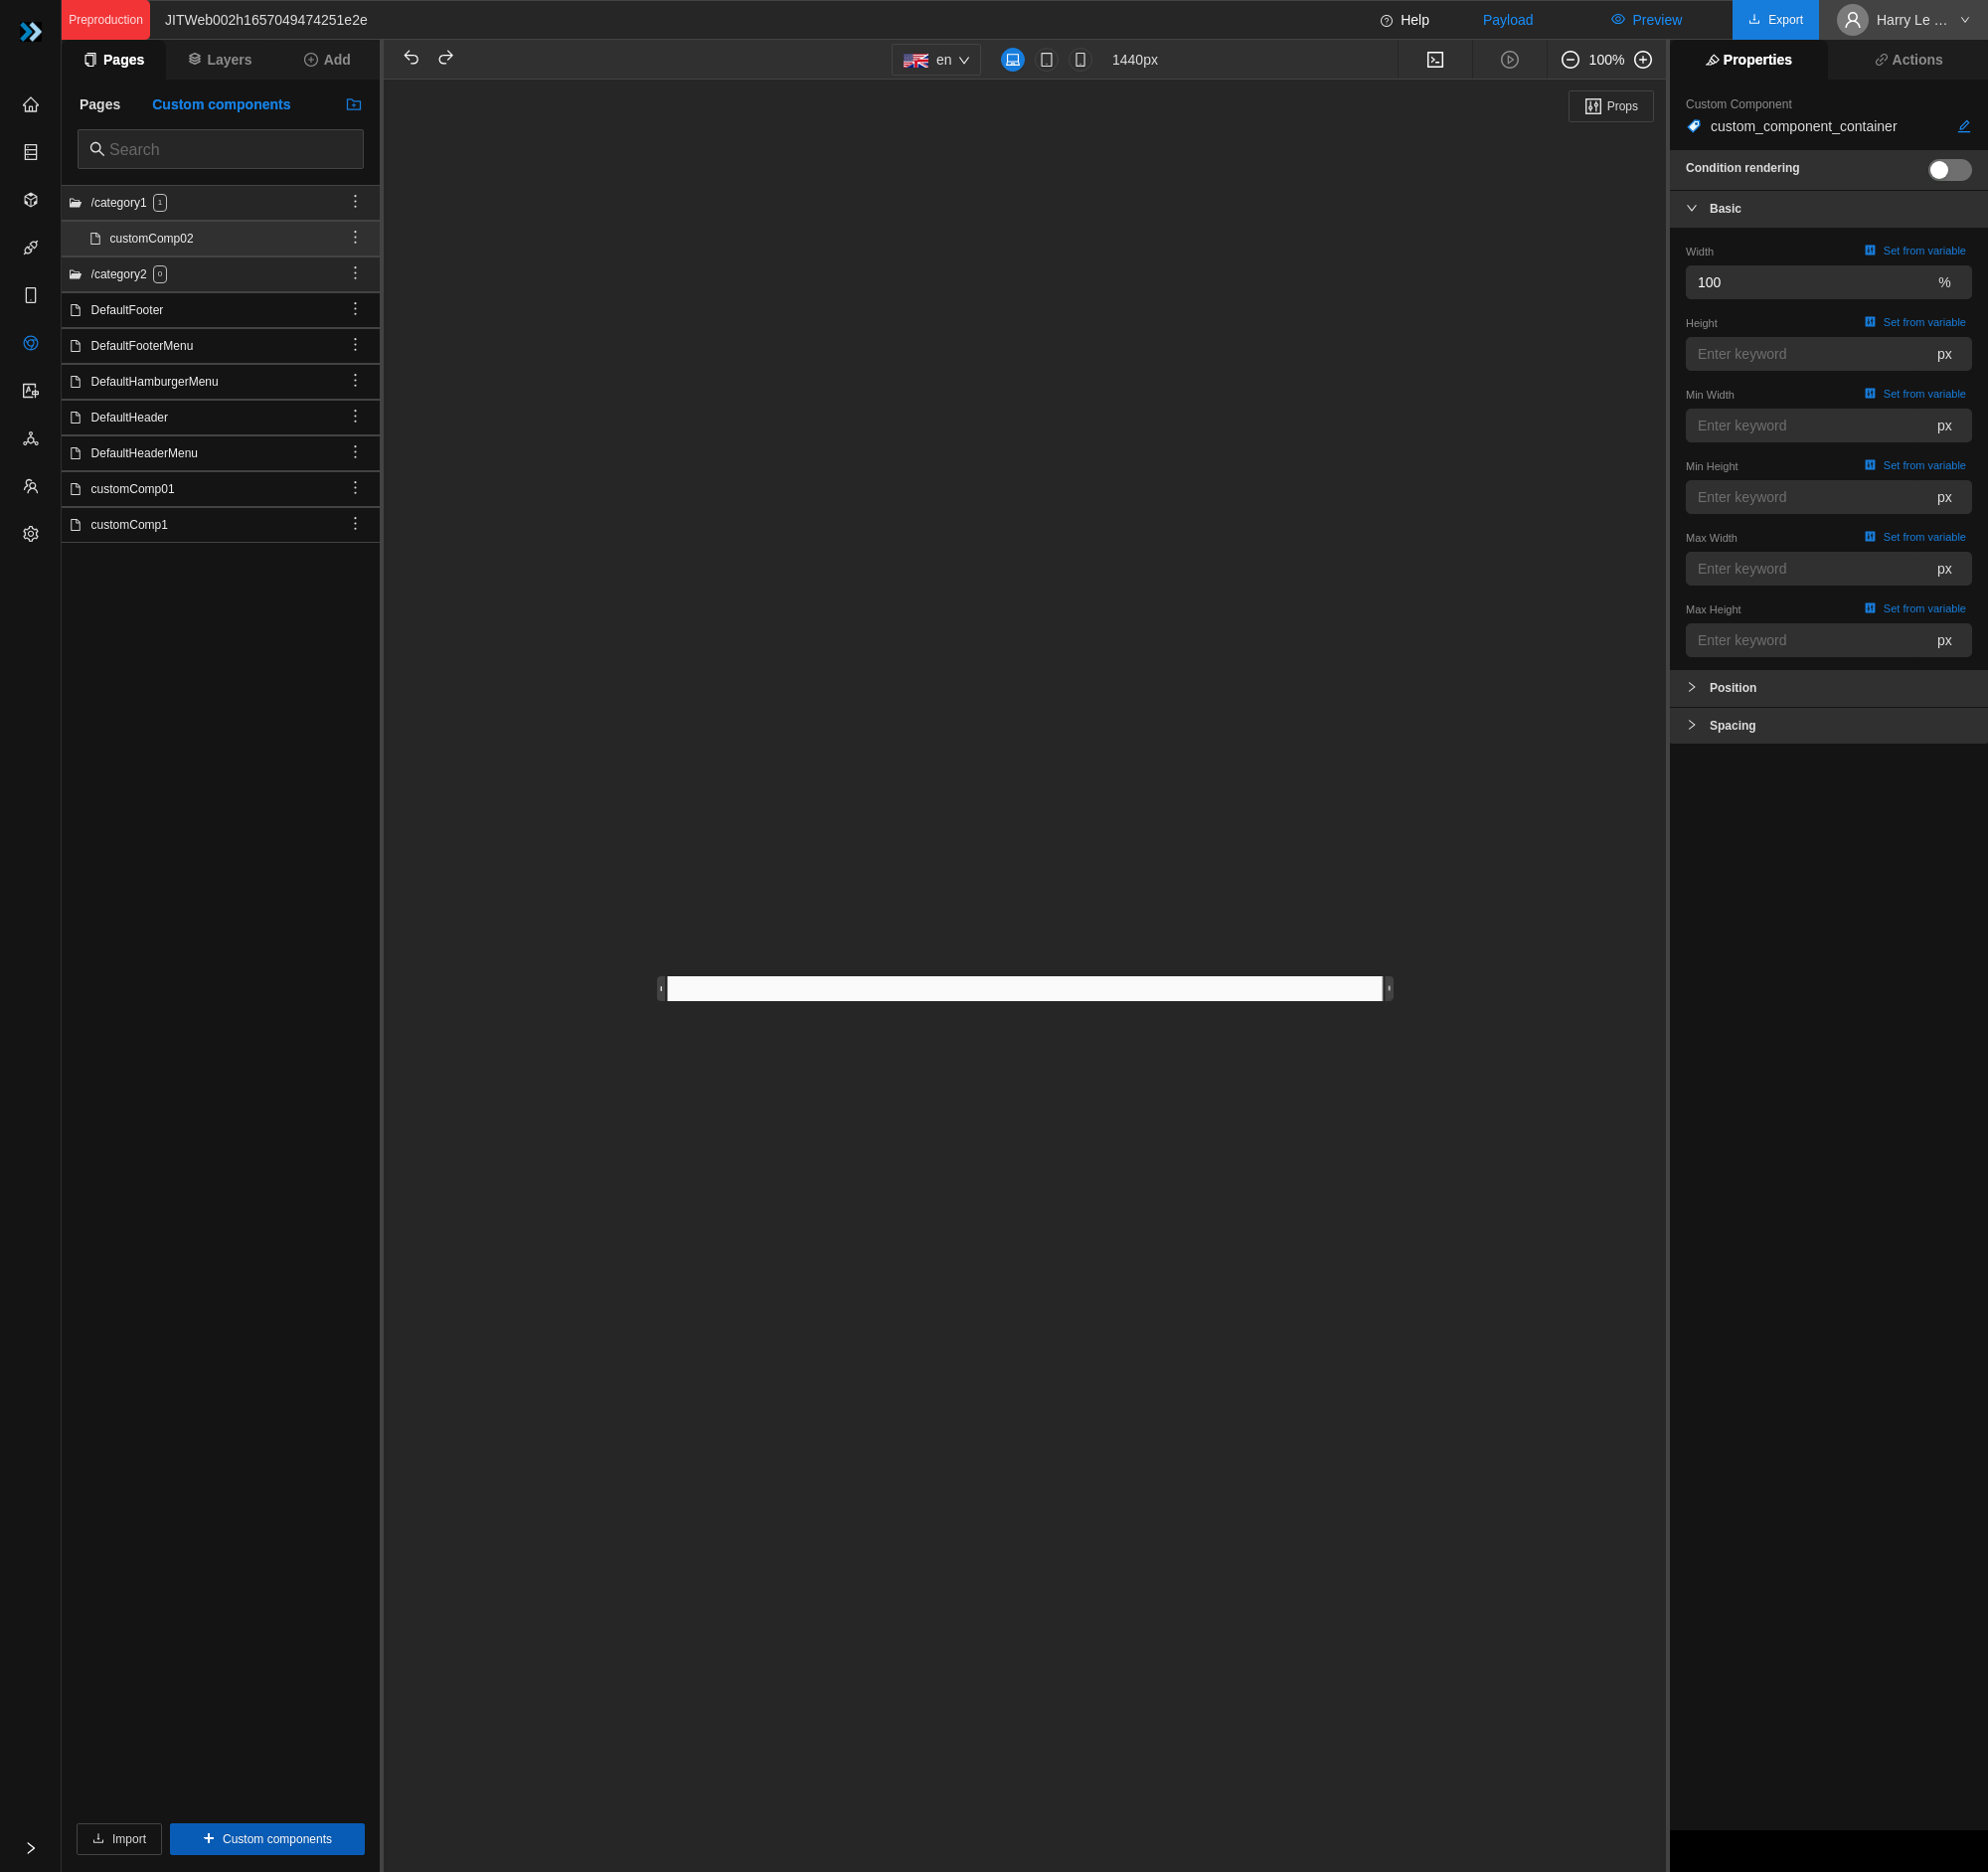 Preproduction
JITWeb002h1657049474251e2e
Help
Payload
Preview
Export
Harry Le ...
Pages
Layers
Add
en
1440px
100%
Properties
Actions
Pages
Custom components
Search
/category1 1
customComp02
/category2 0
DefaultFooter
DefaultFooterMenu
DefaultHamburgerMenu
DefaultHeader
DefaultHeaderMenu
customComp01
customComp1
Import
Custom components
Props
Custom Component
custom_component_container
Condition rendering
Basic
Width
Set from variable
100 %
Height
Set from variable
Enter keyword px
Min Width
Set from variable
Enter keyword px
Min Height
Set from variable
Enter keyword px
Max Width
Set from variable
Enter keyword px
Max Height
Set from variable
Enter keyword px
Position
Spacing